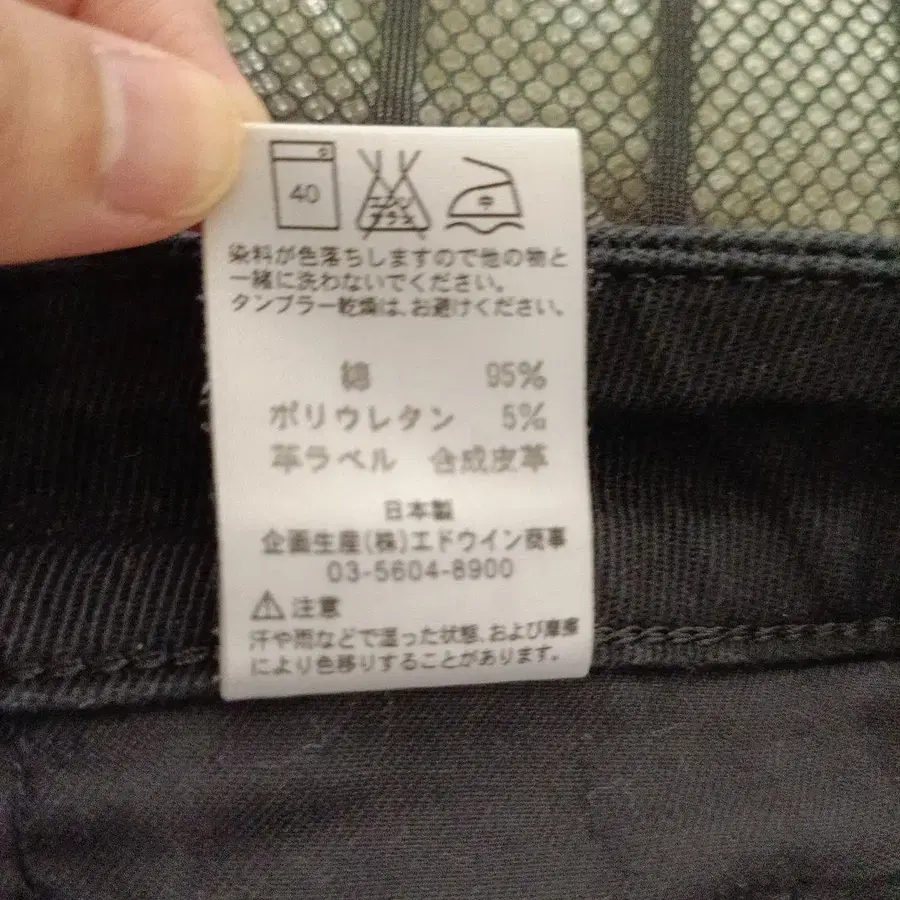 40
エンソ
サラシ
中
染料が色落ちしますので他の物と
一緒に洗わないでください。
タンブラー乾燥は、お避けください。
綿 95%
ポリウレタン 5%
革ラベル 合成皮革
日本製
企画生産(株)エドウイン商事
03-5604-8900
注意
汗や雨などで湿った状態、および摩擦
により色移りすることがあります。